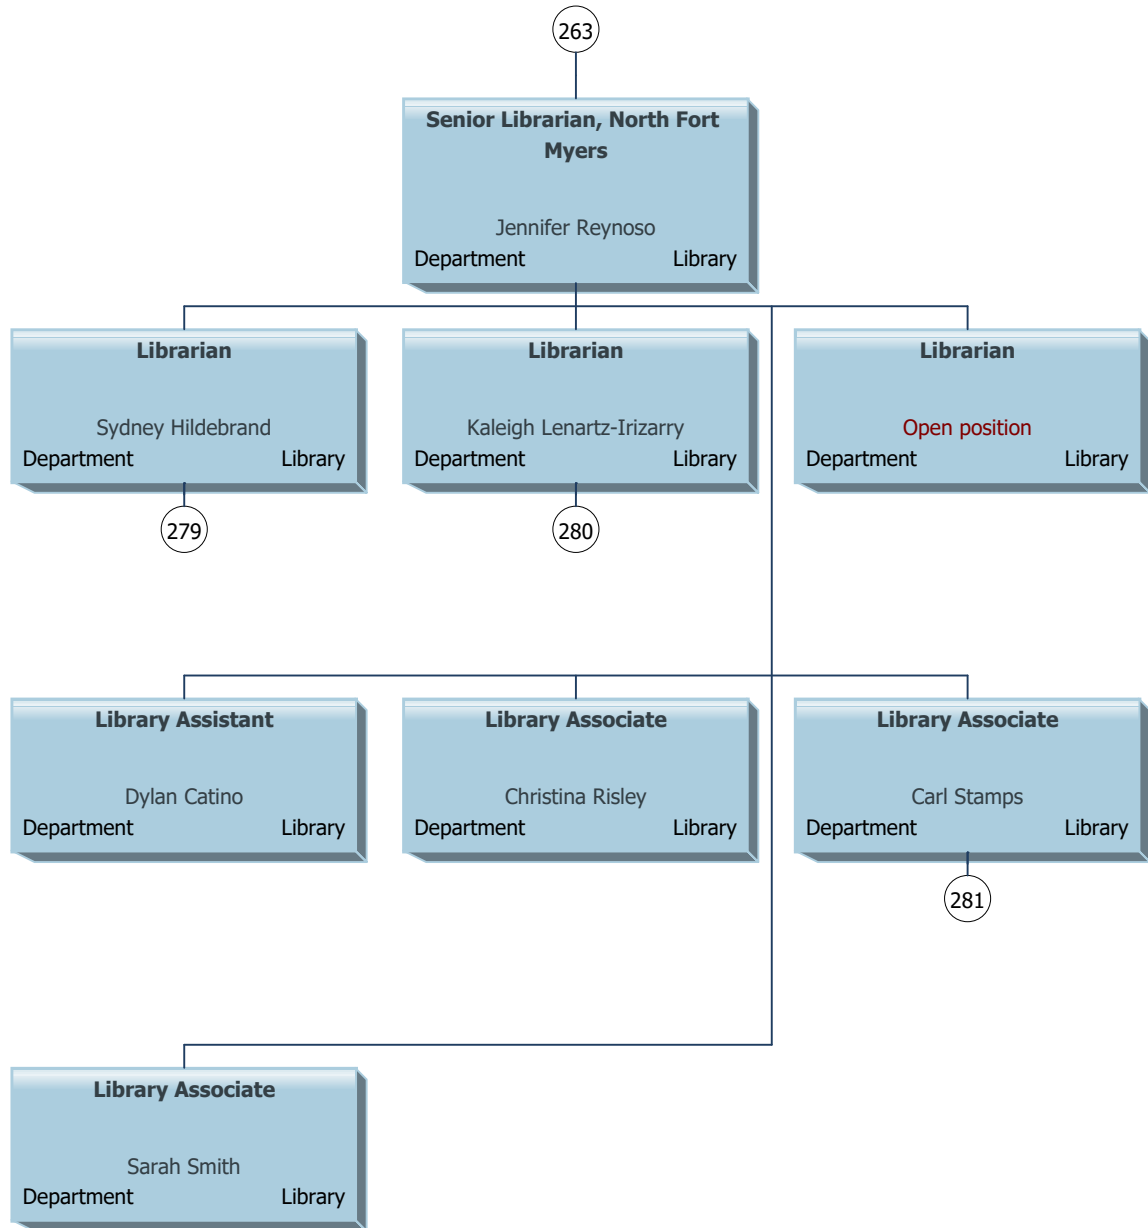 263
Senior Librarian, North Fort
Myers
Jennifer Reynoso
Department Library
Librarian
Sydney Hildebrand
Department Library
279
Librarian
Kaleigh Lenartz-Irizarry
Department Library
280
Librarian
Open position
Department Library
Library Assistant
Dylan Catino
Department Library
Library Associate
Christina Risley
Department Library
Library Associate
Carl Stamps
Department Library
281
Library Associate
Sarah Smith
Department Library